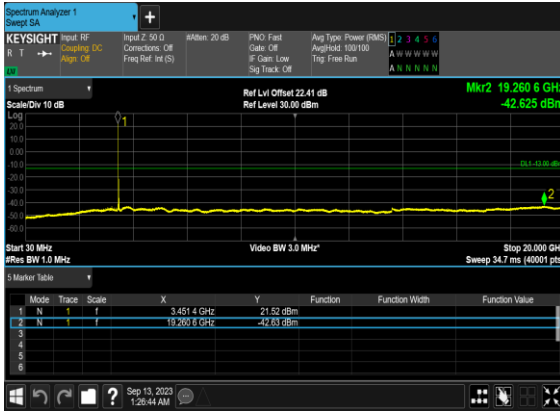 Spectrum Analyzer 1
Swept SA
KEYSIGHT
R T
Input: RF
Coupling: DC
Align: Off
Input Z: 50 Ω
Corrections: Off
Freq Ref: Int (S)
#Atten: 20 dB
PNO: Fast
Gate: Off
IF Gain: Low
Sig Track: Off
Avg Type: Power (RMS)
Avg|Hold: 100/100
Trig: Free Run
1 2 3 4 5 6
A W W W W W
A N N N N N
1 Spectrum
Scale/Div 10 dB
Ref Lvl Offset 22.41 dB
Ref Level 30.00 dBm
Mkr2 19.260 6 GHz
-42.625 dBm
Log
20.0
10.0
0.00
-10.0
-20.0
-30.0
-40.0
-50.0
-60.0
1
DL1 -13.00 dBm
2
Start 30 MHz
#Res BW 1.0 MHz
Video BW 3.0 MHz*
Stop 20.000 GHz
Sweep 34.7 ms (40001 pts)
5 Marker Table
Mode Trace Scale X Y Function Function Width Function Value
1 N 1 f 3.451 4 GHz 21.52 dBm
2 N 1 f 19.260 6 GHz -42.63 dBm
3
4
5
6
Sep 13, 2023
1:26:44 AM